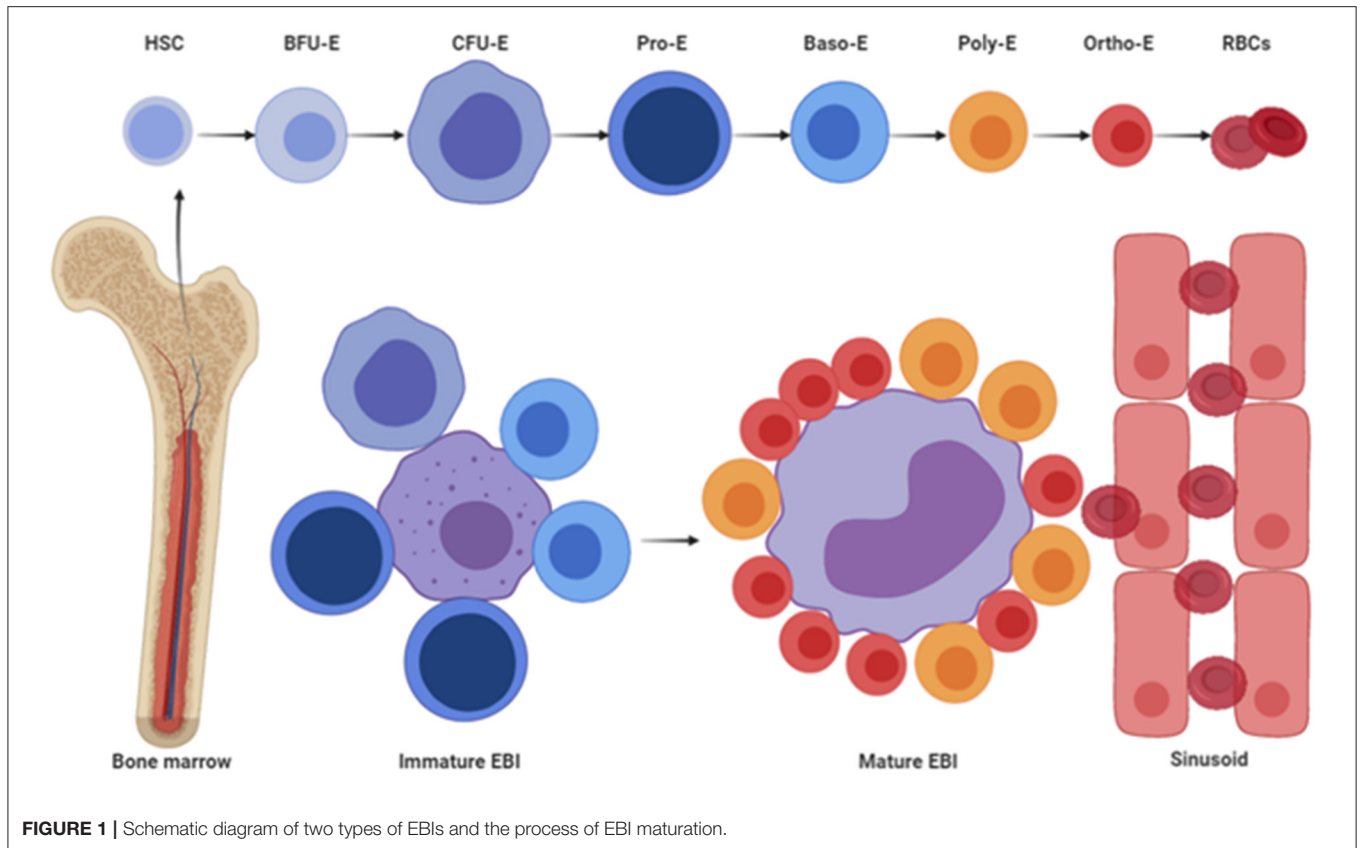 HSC BFU-E CFU-E Pro-E Baso-E Poly-E Ortho-E RBCs
Bone marrow Immature EBI Mature EBI Sinusoid
FIGURE 1 | Schematic diagram of two types of EBIs and the process of EBI maturation.